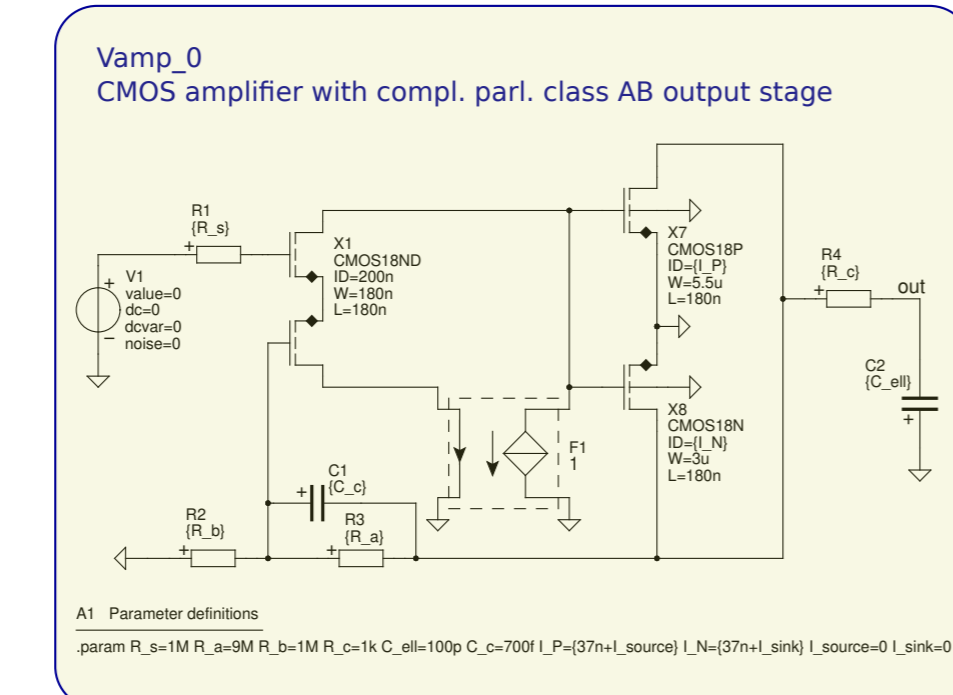 Vamp_0
CMOS amplifier with compl. parl. class AB output stage
R1
{R_s}
+
V1
value=0
dc=0
dcvar=0
noise=0
+
−
X1
CMOS18ND
ID=200n
W=180n
L=180n
X7
CMOS18P
ID={I_P}
W=5.5u
L=180n
R4
{R_c}
+
out
C2
{C_ell}
+
X8
CMOS18N
ID={I_N}
W=3u
L=180n
F1
1
C1
{C_c}
+
R2
{R_b}
+
R3
{R_a}
+
A1 Parameter definitions
.param R_s=1M R_a=9M R_b=1M R_c=1k C_ell=100p C_c=700f I_P={37n+I_source} I_N={37n+I_sink} I_source=0 I_sink=0